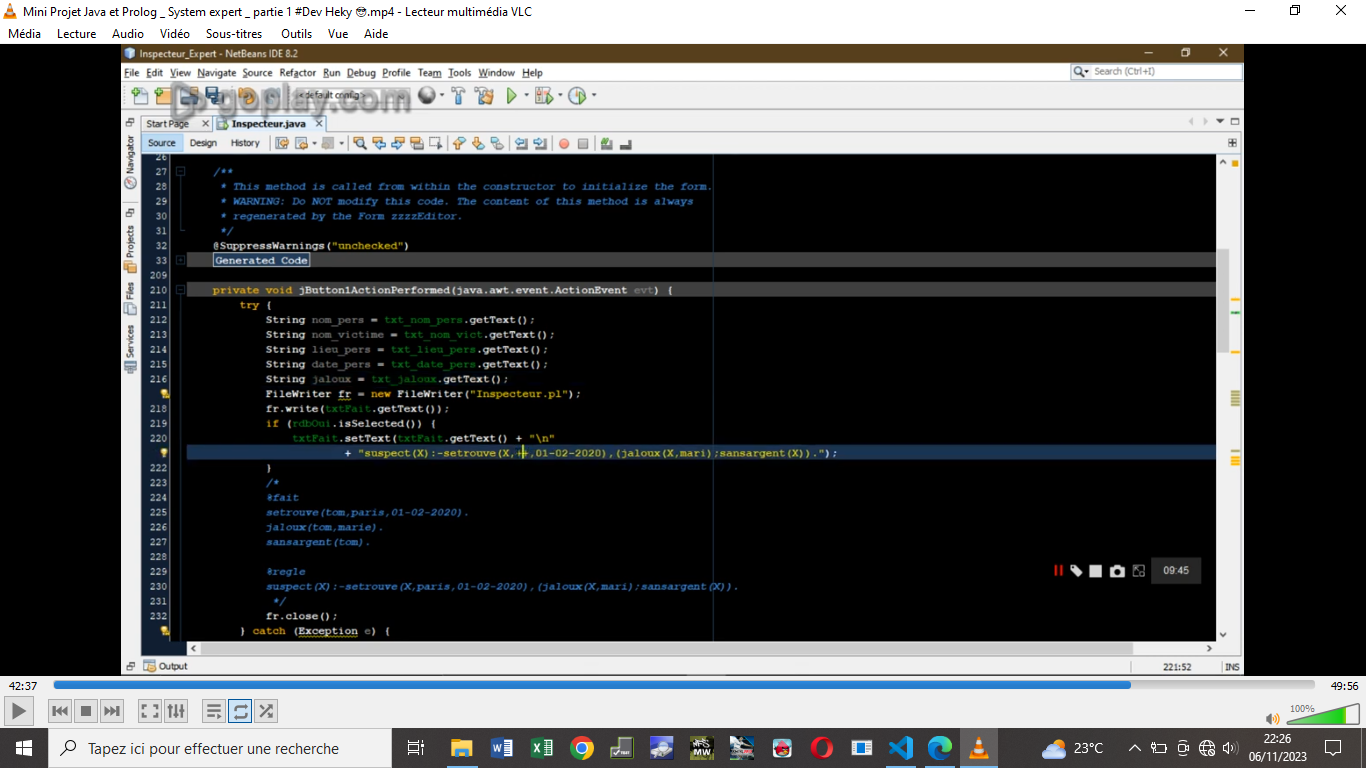 Mini Projet Java et Prolog _ System expert _ partie 1 #Dev Heky 😎.mp4 - Lecteur multimédia VLC
Média Lecture Audio Vidéo Sous-titres Outils Vue Aide
Inspecteur_Expert - NetBeans IDE 8.2
File Edit View Navigate Source Refactor Run Debug Profile Team Tools Window Help
Search (Ctrl+I)
goplay.com
<default config>
Start Page Inspecteur.java
Source Design History
Navigator
Projects
Files
Services
26
27 /**
28 * This method is called from within the constructor to initialize the form.
29 * WARNING: Do NOT modify this code. The content of this method is always
30 * regenerated by the Form zzzzEditor.
31 */
32 @SuppressWarnings("unchecked")
33 Generated Code
209
210 private void jButton1ActionPerformed(java.awt.event.ActionEvent evt) {
211 try {
212 String nom_pers = txt_nom_pers.getText();
213 String nom_victime = txt_nom_vict.getText();
214 String lieu_pers = txt_lieu_pers.getText();
215 String date_pers = txt_date_pers.getText();
216 String jaloux = txt_jaloux.getText();
FileWriter fr = new FileWriter("Inspecteur.pl");
218 fr.write(txtFait.getText());
219 if (rdbOui.isSelected()) {
220 txtFait.setText(txtFait.getText() + "\n"
+ "suspect(X):-setrouve(X,++,01-02-2020),(jaloux(X,mari);sansargent(X)).");
222 }
223 /*
224 %fait
225 setrouve(tom,paris,01-02-2020).
226 jaloux(tom,marie).
227 sansargent(tom).
228
229 %regle
230 suspect(X):-setrouve(X,paris,01-02-2020),(jaloux(X,mari);sansargent(X)).
231 */
232 fr.close();
} catch (Exception e) {
09:45
Output
221:52 INS
42:37 49:56
100%
Tapez ici pour effectuer une recherche
23°C
22:26
06/11/2023